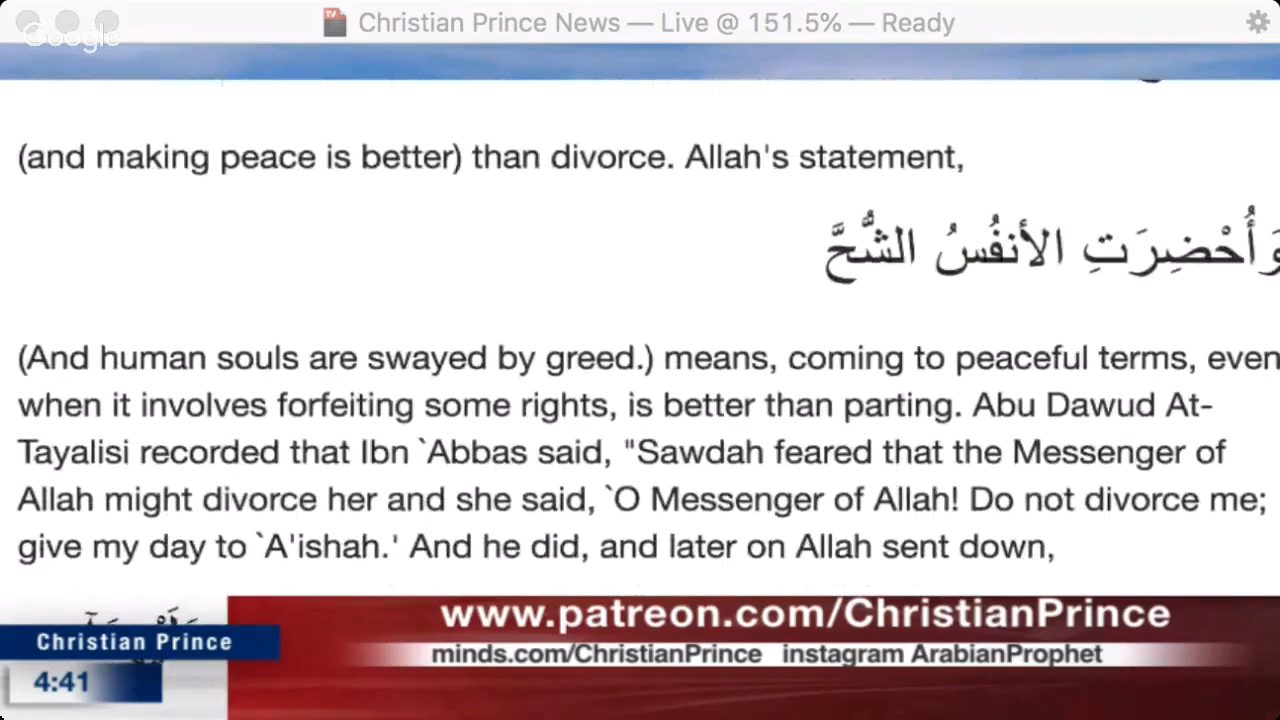 Google
Christian Prince News — Live @ 151.5% — Ready
(and making peace is better) than divorce. Allah's statement,
وَأُحْضِرَتِ الأنفُسُ الشُّحَّ
(And human souls are swayed by greed.) means, coming to peaceful terms, even
when it involves forfeiting some rights, is better than parting. Abu Dawud At-
Tayalisi recorded that Ibn `Abbas said, "Sawdah feared that the Messenger of
Allah might divorce her and she said, `O Messenger of Allah! Do not divorce me;
give my day to `A'ishah.' And he did, and later on Allah sent down,
www.patreon.com/ChristianPrince
Christian Prince
minds.com/ChristianPrince instagram ArabianProphet
4:41